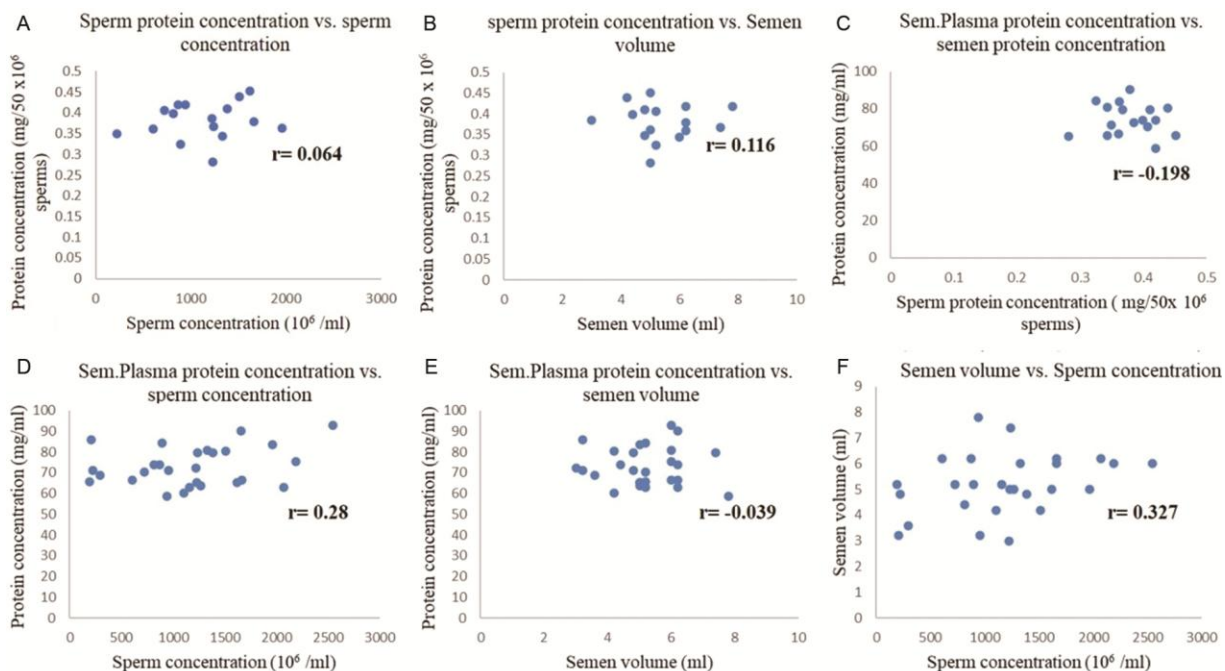 A
Sperm protein concentration vs. sperm
concentration
Protein concentration (mg/50 x10⁶
sperms)
0.5
0.45
0.4
0.35
0.3
0.25
0.2
0.15
0.1
0.05
0
r= 0.064
0 1000 2000 3000
Sperm concentration (10⁶ /ml)
B
sperm protein concentration vs. Semen
volume
Protein concentration (mg/50 x 10⁶
sperms)
0.5
0.45
0.4
0.35
0.3
0.25
0.2
0.15
0.1
0.05
0
r= 0.116
0 2 4 6 8 10
Semen volume (ml)
C
Sem.Plasma protein concentration vs.
semen protein concentration
Protein concentration (mg/ml)
100
80
60
40
20
0
r= -0.198
0 0.1 0.2 0.3 0.4 0.5
Sperm protein concentration ( mg/50x 10⁶
sperms)
D
Sem.Plasma protein concentration vs.
sperm concentration
Protein concentration (mg/ml)
100
90
80
70
60
50
40
30
20
10
0
r= 0.28
0 500 1000 1500 2000 2500 3000
Sperm concentration (10⁶ /ml)
E
Sem.Plasma protein concentration vs.
semen volume
Protein concentration (mg/ml)
100
90
80
70
60
50
40
30
20
10
0
r= -0.039
0 2 4 6 8 10
Semen volume (ml)
F
Semen volume vs. Sperm concentration
Semen volume (ml)
9
8
7
6
5
4
3
2
1
0
r= 0.327
0 500 1000 1500 2000 2500 3000
Sperm concentration (10⁶ /ml)